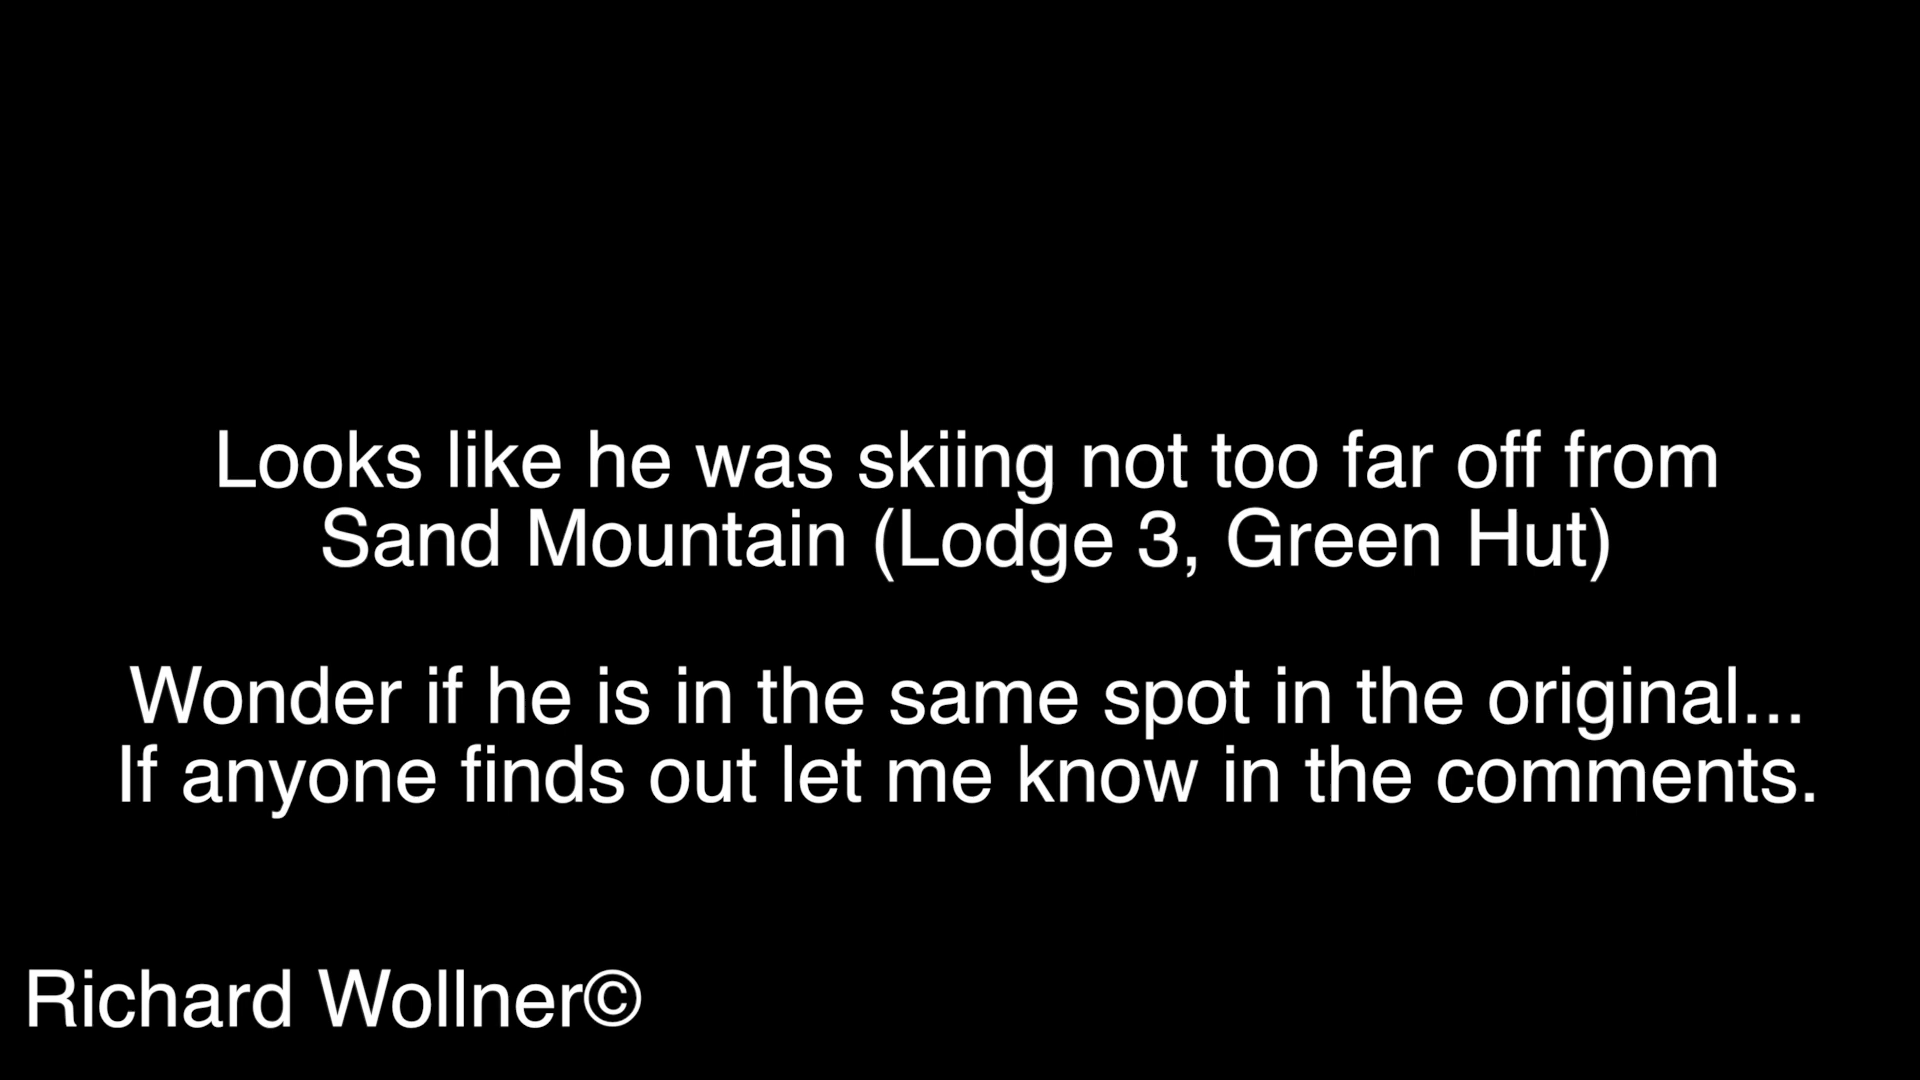 Looks like he was skiing not too far off from
Sand Mountain (Lodge 3, Green Hut)
Wonder if he is in the same spot in the original...
If anyone finds out let me know in the comments.
Richard Wollner©